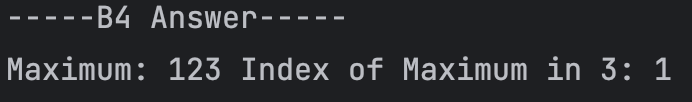 -----B4 Answer-----
Maximum: 123 Index of Maximum in 3: 1